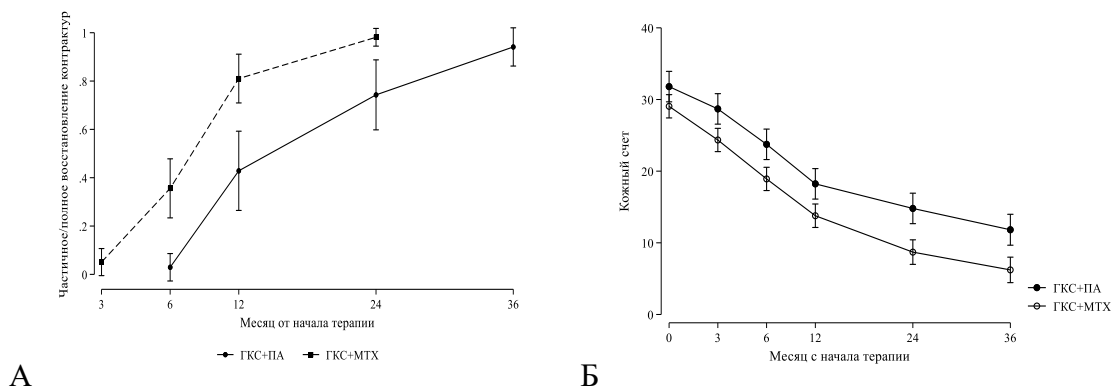 Частичное/полное восстановление контрактур
1
.8
.6
.4
.2
0
3 6 12 24 36
Месяц от начала терапии
ГКС+ПА ГКС+МТХ
А
Кожный счет
40
30
20
10
0
0 3 6 12 24 36
Месяц с начала терапии
ГКС+ПА
ГКС+МТХ
Б